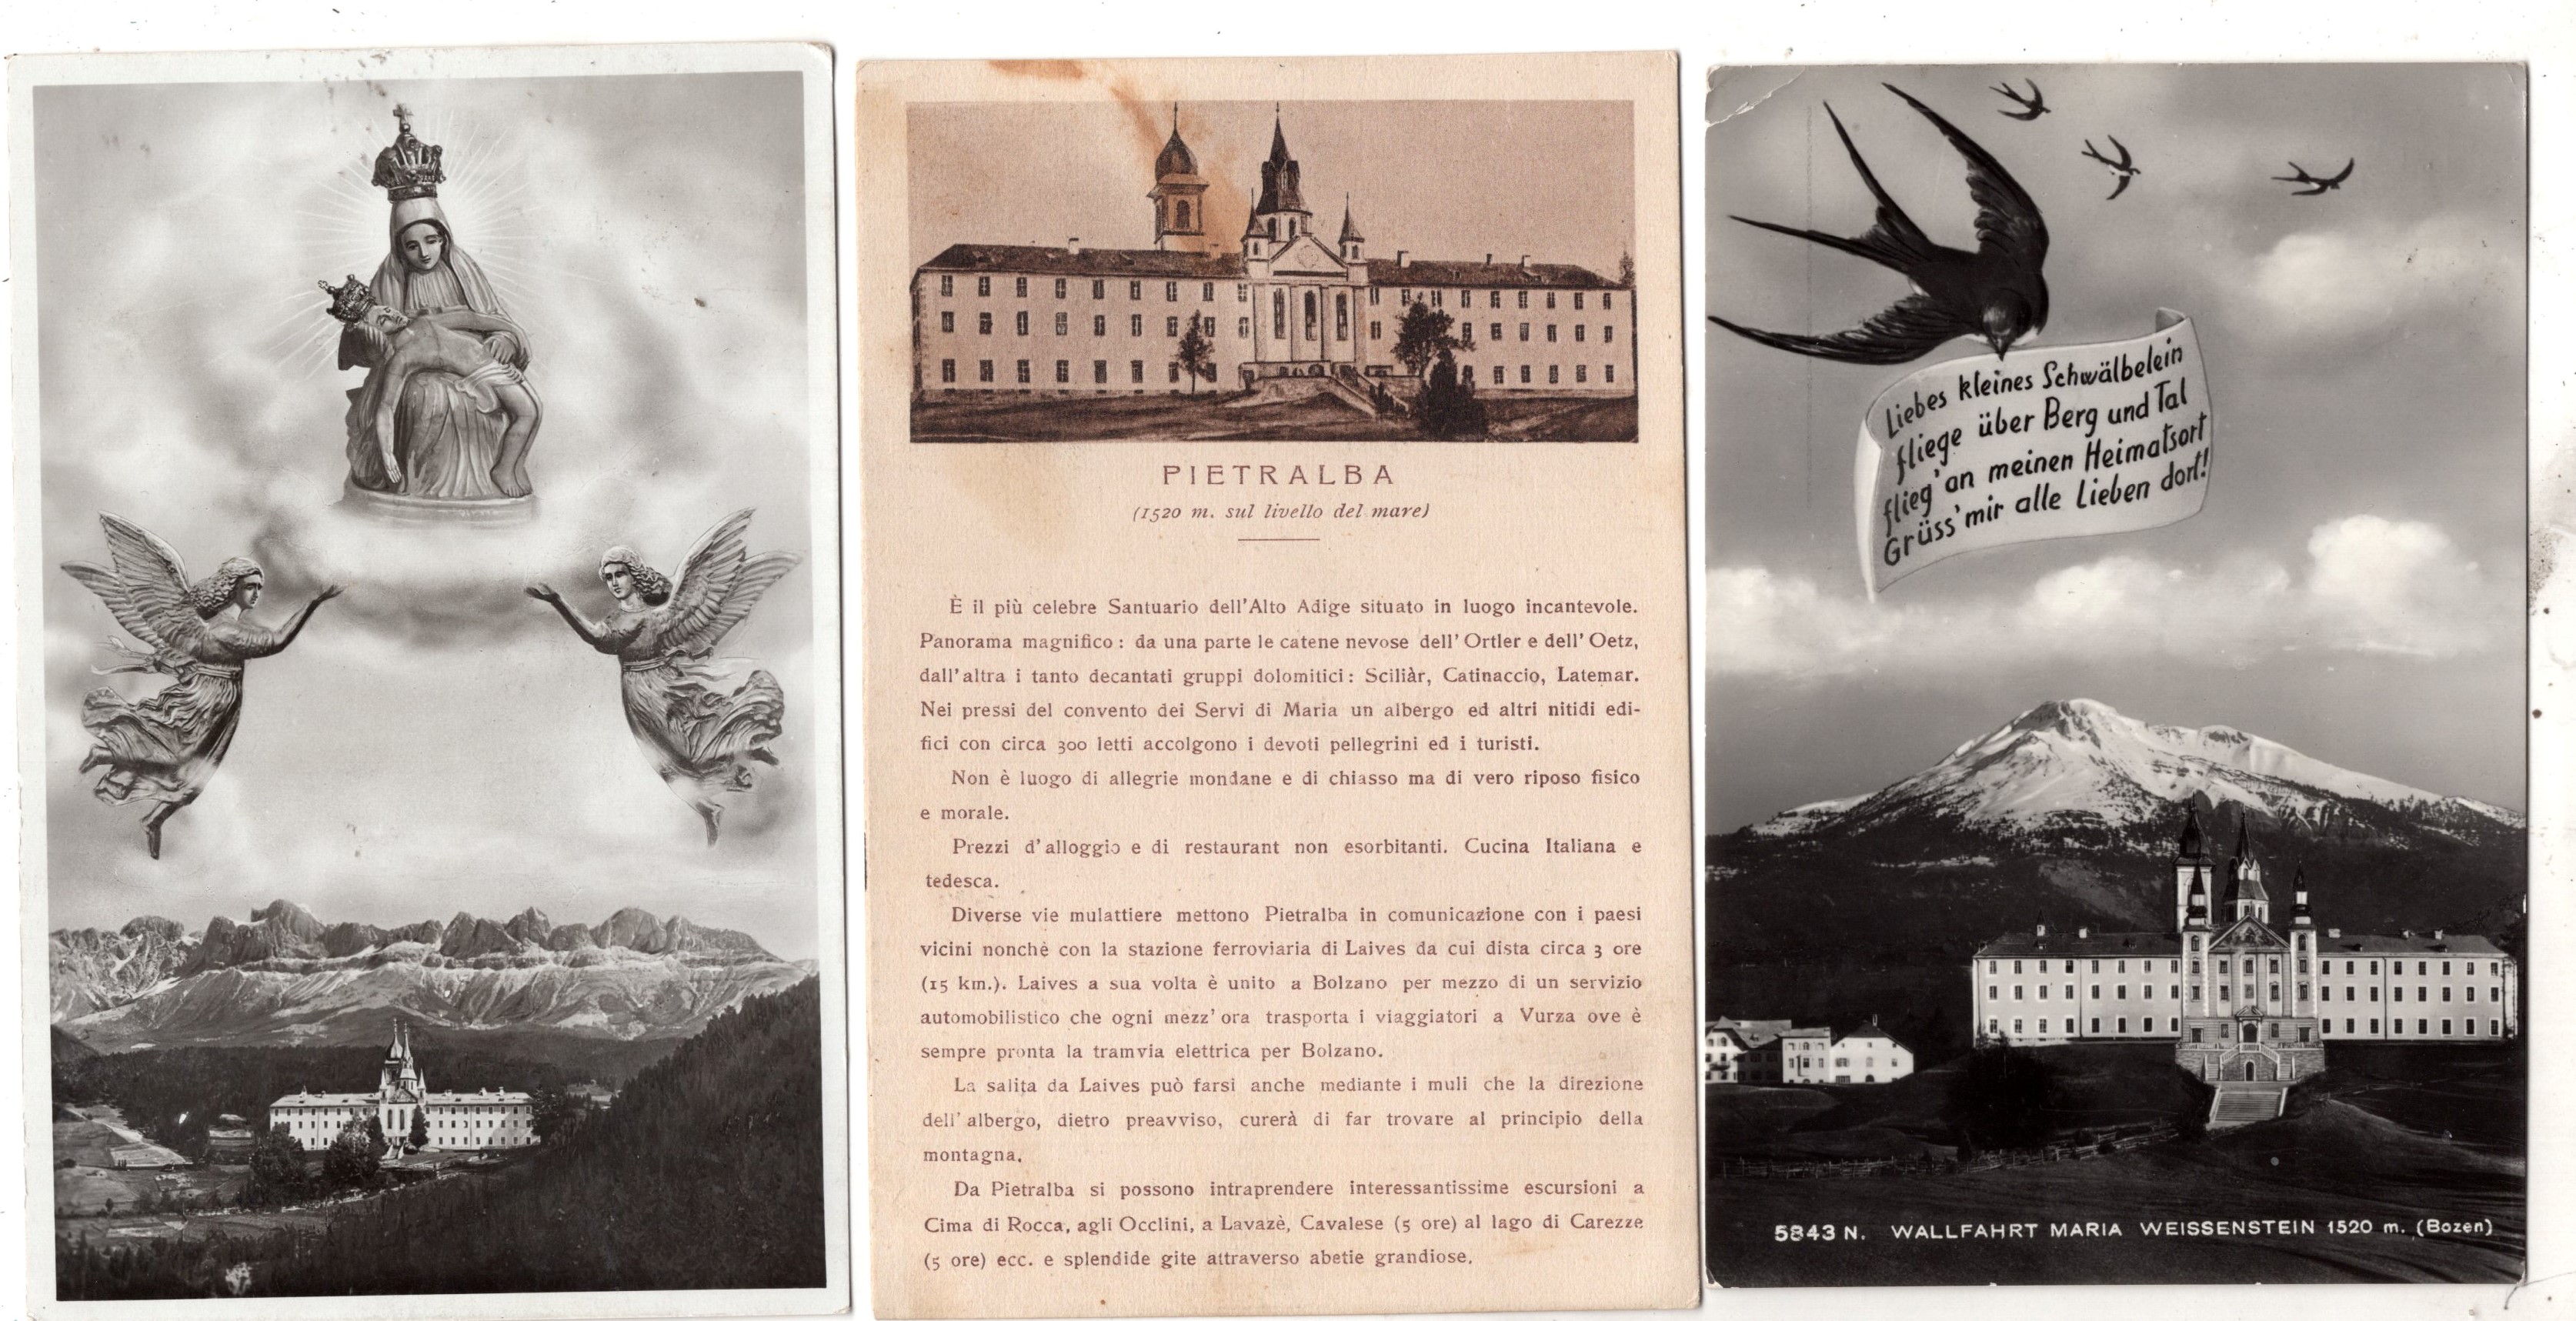 PIETRALBA
(1520 m. sul livello del mare)
È il più celebre Santuario dell'Alto Adige situato in luogo incantevole.
Panorama magnifico : da una parte le catene nevose dell' Ortler e dell' Oetz,
dall'altra i tanto decantati gruppi dolomitici : Sciliàr, Catinaccio, Latemar.
Nei pressi del convento dei Servi di Maria un albergo ed altri nitidi edi-
fici con circa 300 letti accolgono i devoti pellegrini ed i turisti.
Non è luogo di allegrie mondane e di chiasso ma di vero riposo fisico
e morale.
Prezzi d'alloggio e di restaurant non esorbitanti. Cucina Italiana e
tedesca.
Diverse vie mulattiere mettono Pietralba in comunicazione con i paesi
vicini nonchè con la stazione ferroviaria di Laives da cui dista circa 3 ore
(15 km.). Laives a sua volta è unito a Bolzano per mezzo di un servizio
automobilistico che ogni mezz' ora trasporta i viaggiatori a Vurza ove è
sempre pronta la tramvia elettrica per Bolzano.
La salita da Laives può farsi anche mediante i muli che la direzione
dell' albergo, dietro preavviso, curerà di far trovare al principio della
montagna.
Da Pietralba si possono intraprendere interessantissime escursioni a
Cima di Rocca, agli Occlini, a Lavazè, Cavalese (5 ore) al lago di Carezze
(5 ore) ecc. e splendide gite attraverso abetie grandiose.
Liebes kleines Schwälbelein
fliege über Berg und Tal
flieg' an meinen Heimatsort
Grüss' mir alle Lieben dort!
5843 N. WALLFAHRT MARIA WEISSENSTEIN 1520 m. (Bozen)